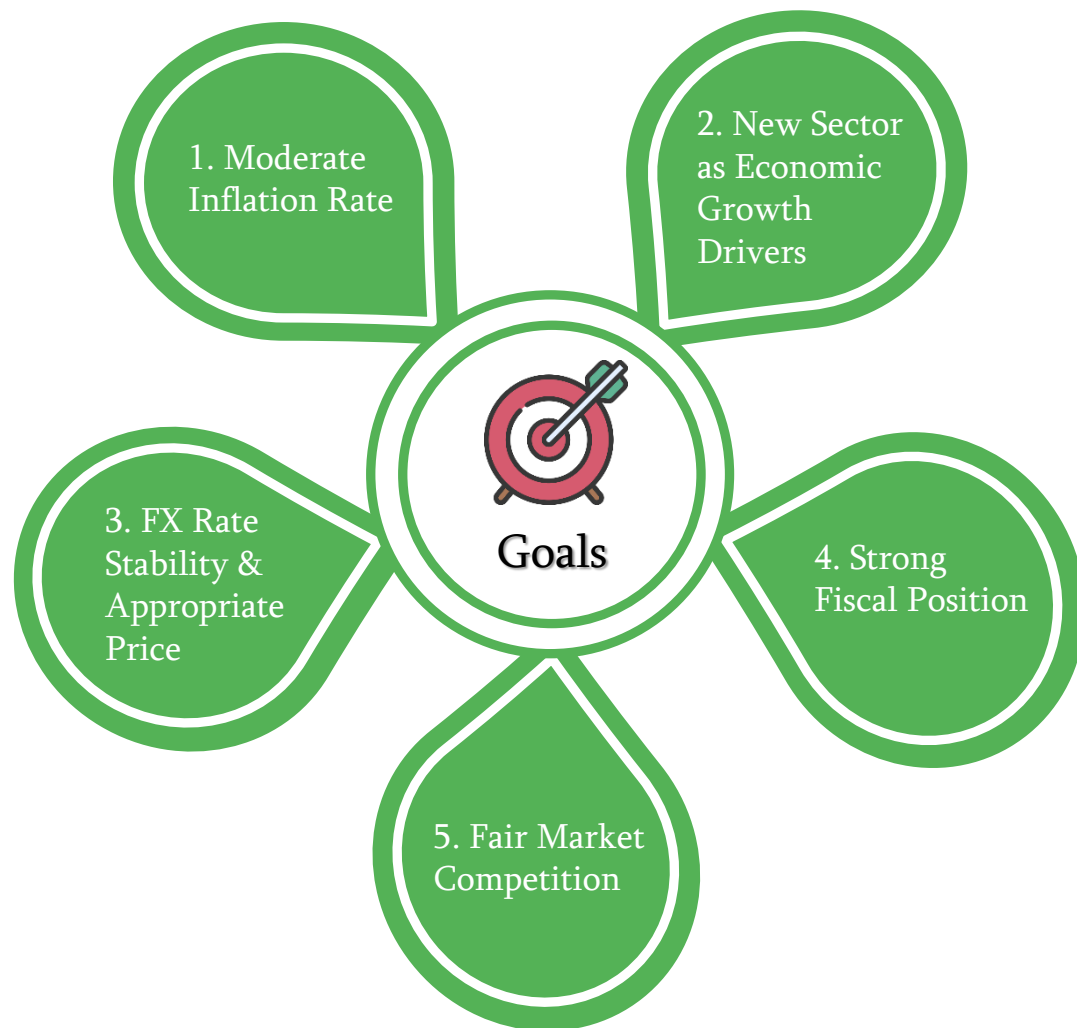 1. Moderate
Inflation Rate
2. New Sector
as Economic
Growth
Drivers
Goals
3. FX Rate
Stability &
Appropriate
Price
4. Strong
Fiscal Position
5. Fair Market
Competition